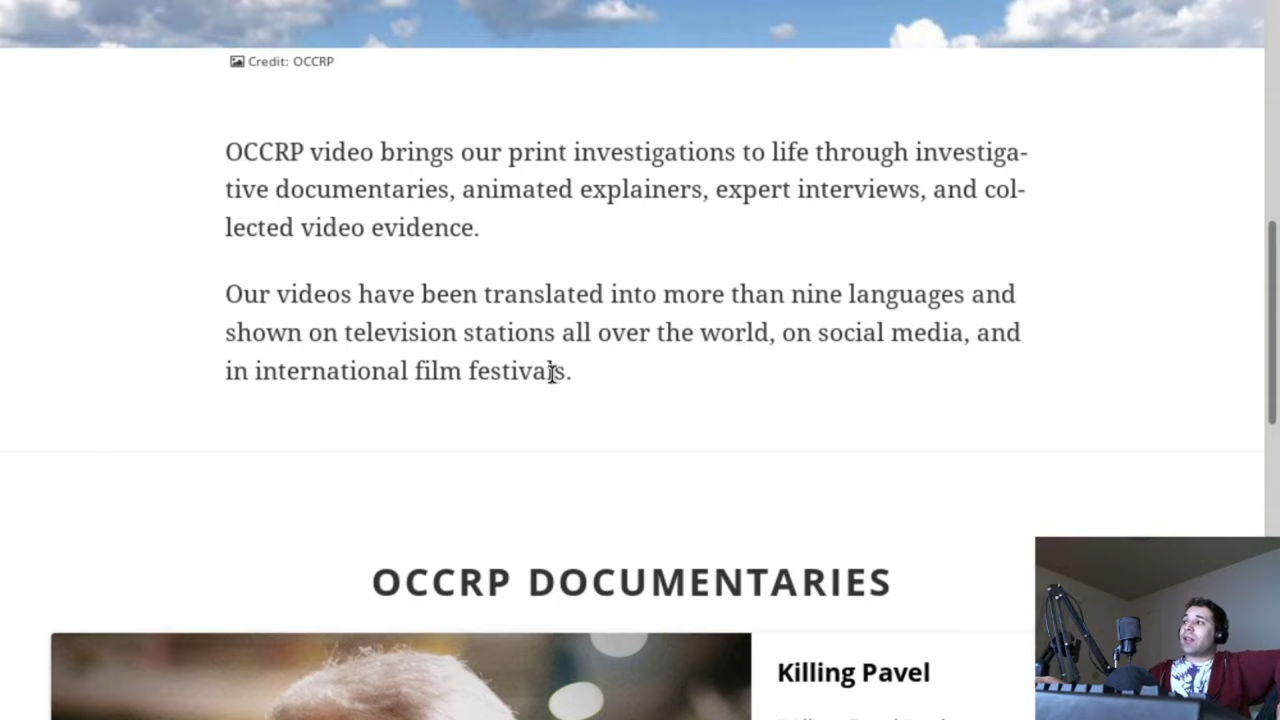 Credit: OCCRP
OCCRP video brings our print investigations to life through investiga-
tive documentaries, animated explainers, expert interviews, and col-
lected video evidence.
Our videos have been translated into more than nine languages and
shown on television stations all over the world, on social media, and
in international film festivals.
OCCRP DOCUMENTARIES
Killing Pavel